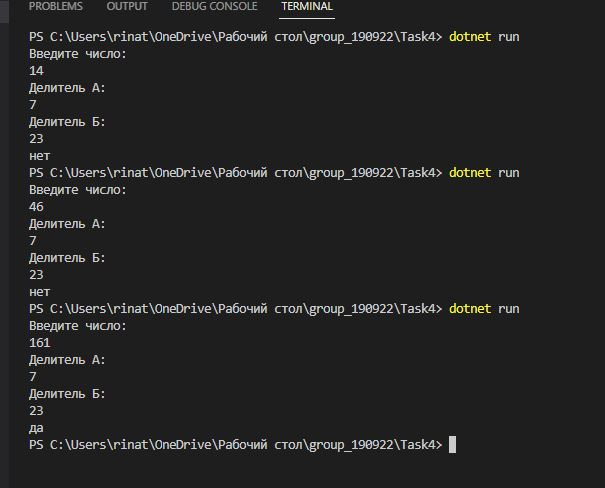 PROBLEMS OUTPUT DEBUG CONSOLE TERMINAL
PS C:\Users\rinat\OneDrive\Рабочий стол\group_190922\Task4> dotnet run
Введите число:
14
Делитель А:
7
Делитель Б:
23
нет
PS C:\Users\rinat\OneDrive\Рабочий стол\group_190922\Task4> dotnet run
Введите число:
46
Делитель А:
7
Делитель Б:
23
нет
PS C:\Users\rinat\OneDrive\Рабочий стол\group_190922\Task4> dotnet run
Введите число:
161
Делитель А:
7
Делитель Б:
23
да
PS C:\Users\rinat\OneDrive\Рабочий стол\group_190922\Task4>